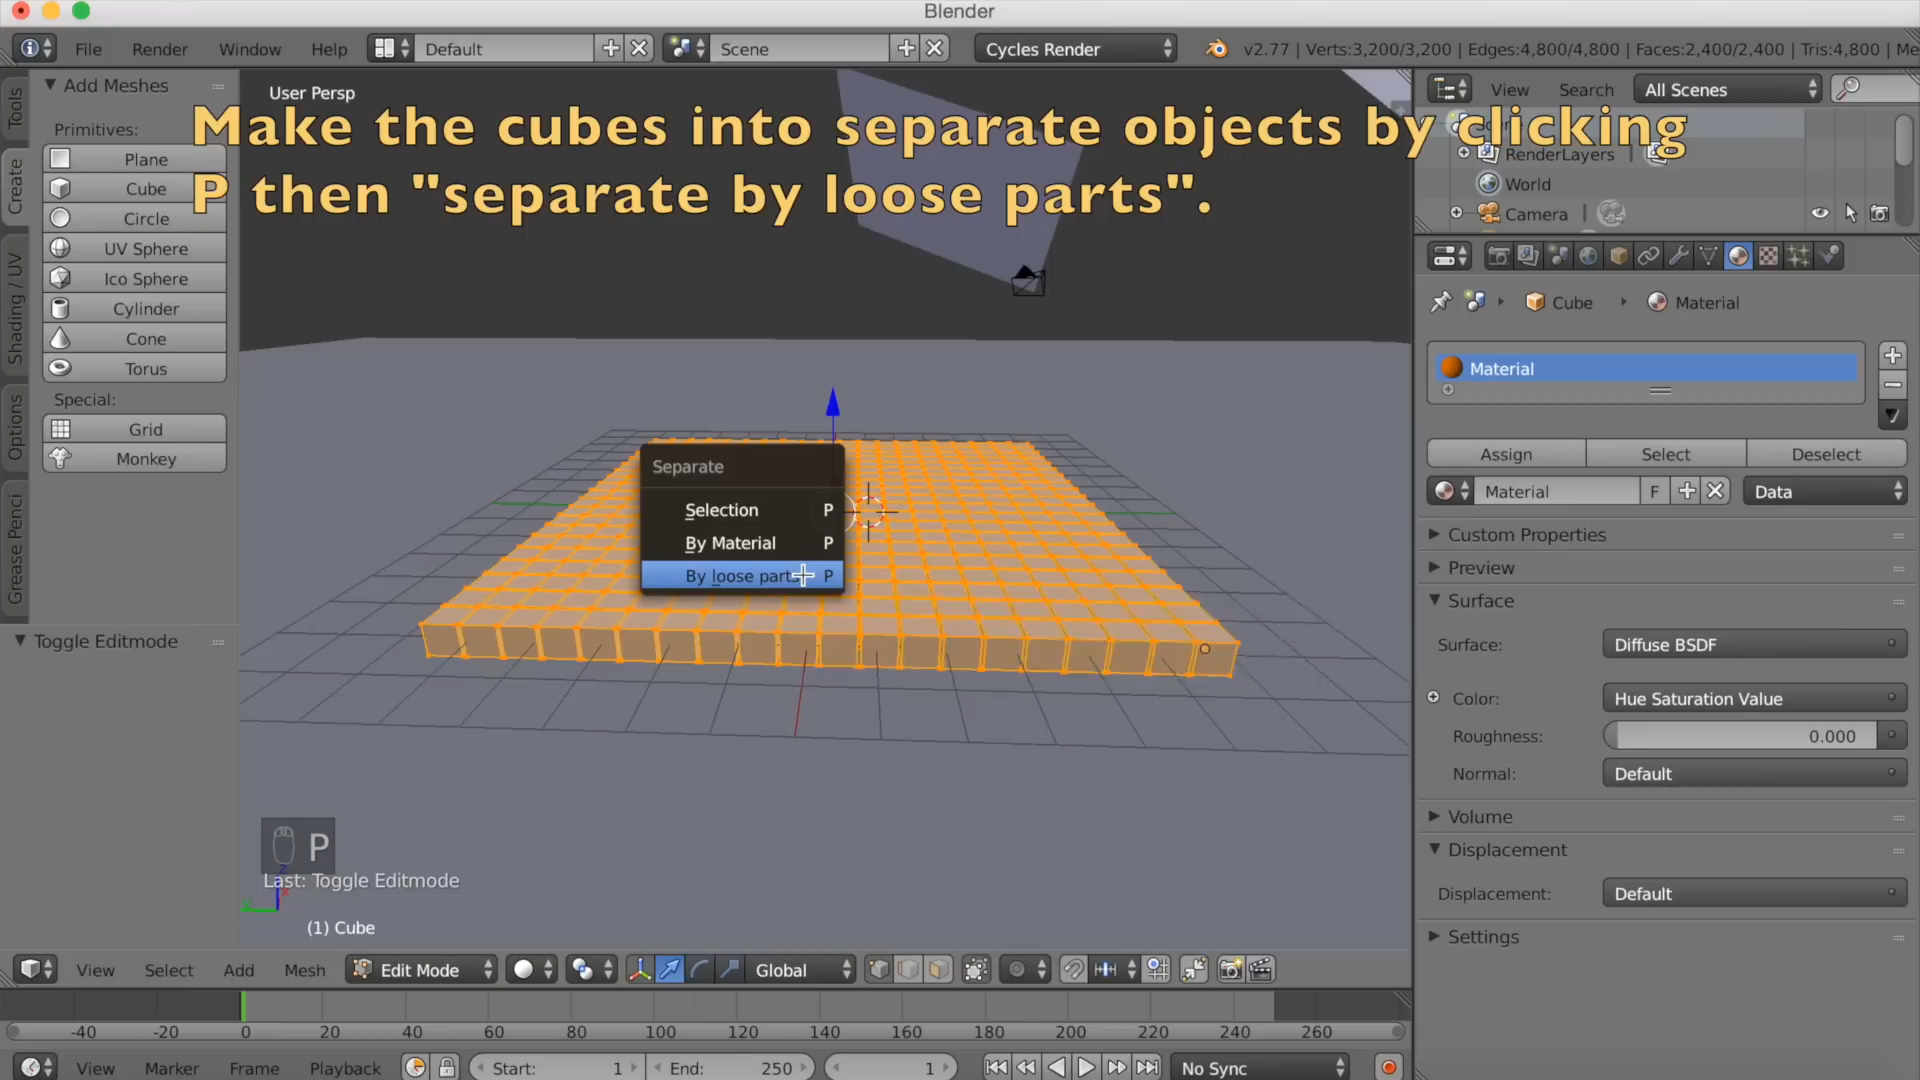 Blender
File Render Window Help Default Scene Cycles Render v2.77 | Verts:3,200/3,200 | Edges:4,800/4,800 | Faces:2,400/2,400 | Tris:4,800 | Me
Make the cubes into separate objects by clicking
P then "separate by loose parts".
Tools
Create
Shading / UV
Options
Grease Penci
Add Meshes
Primitives:
Plane
Cube
Circle
UV Sphere
Ico Sphere
Cylinder
Cone
Torus
Special:
Grid
Monkey
Toggle Editmode
User Persp
Separate
Selection P
By Material P
By loose parts P
P
Last: Toggle Editmode
(1) Cube
View Search All Scenes
RenderLayers
World
Camera
Cube Material
Material
Assign Select Deselect
Material F Data
Custom Properties
Preview
Surface
Surface: Diffuse BSDF
Color: Hue Saturation Value
Roughness: 0.000
Normal: Default
Volume
Displacement
Displacement: Default
Settings
View Select Add Mesh Edit Mode Global
-40 -20 0 20 40 60 80 100 120 140 160 180 200 220 240 260
View Marker Frame Playback Start: 1 End: 250 1 No Sync